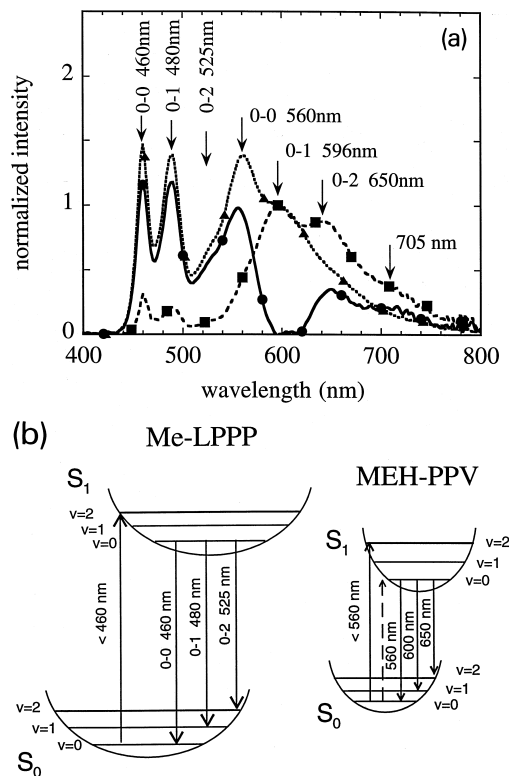 (a)
0-0 460nm
0-1 480nm
0-2 525nm
0-0 560nm
0-1 596nm
0-2 650nm
705 nm
normalized intensity
2
1
0
400 500 600 700 800
wavelength (nm)
(b)
Me-LPPP
MEH-PPV
S1
v=2
v=1
v=0
< 460 nm
0-0 460 nm
0-1 480 nm
0-2 525 nm
v=2
v=1
v=0
S0
S1
v=2
v=1
v=0
< 560 nm
560 nm
600 nm
650 nm
v=2
v=1
v=0
S0